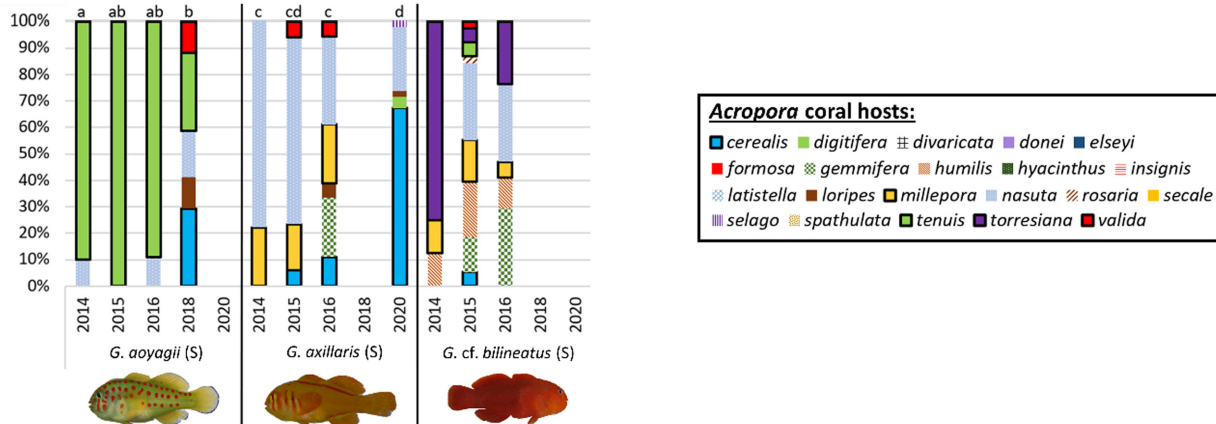 a ab ab b c cd c d
100%
90%
80%
70%
60%
50%
40%
30%
20%
10%
0%
2014 2015 2016 2018 2020 2014 2015 2016 2018 2020 2014 2015 2016 2018 2020
G. aoyagii (S) G. axillaris (S) G. cf. bilineatus (S)
Acropora coral hosts:
cerealis digitifera divaricata donei elseyi
formosa gemmifera humilis hyacinthus insignis
latistella loripes millepora nasuta rosaria secale
selago spathulata tenuis torresiana valida